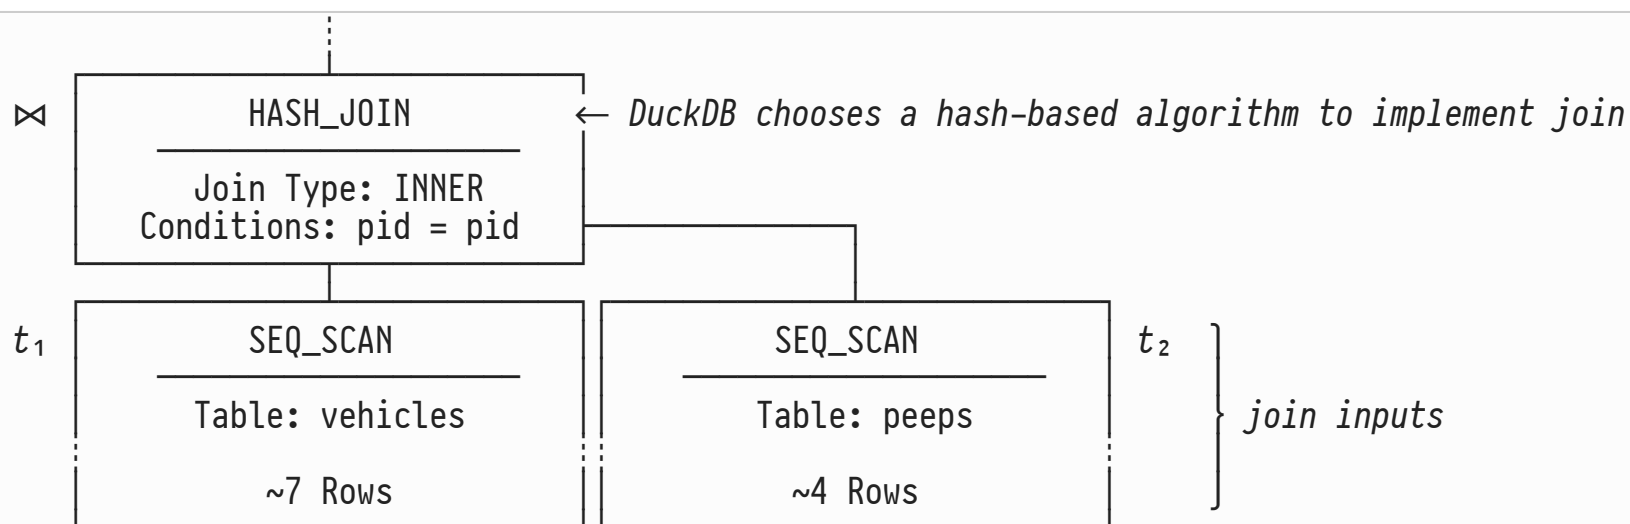 ⋈ HASH_JOIN ← DuckDB chooses a hash-based algorithm to implement join
Join Type: INNER
Conditions: pid = pid
t₁ SEQ_SCAN SEQ_SCAN t₂
Table: vehicles Table: peeps join inputs
~7 Rows ~4 Rows